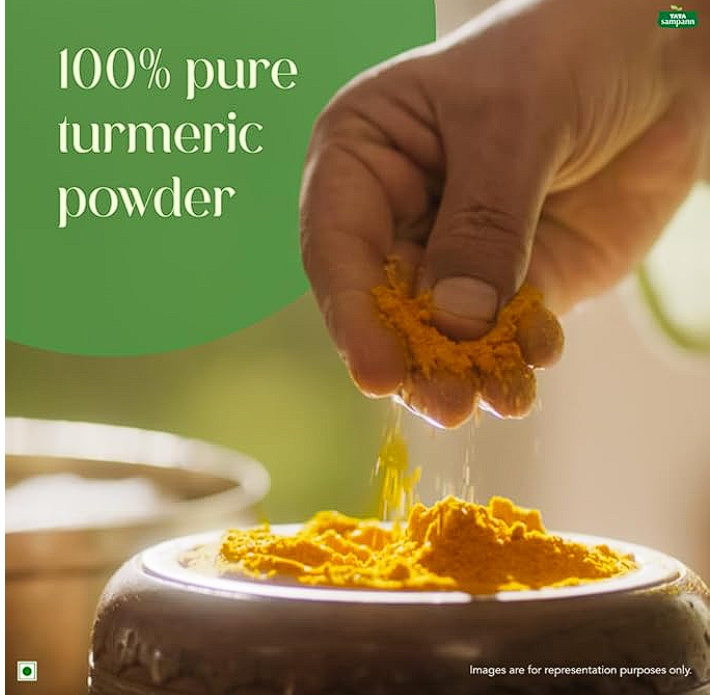 TATA
sampann
100% pure
turmeric
powder
Images are for representation purposes only.